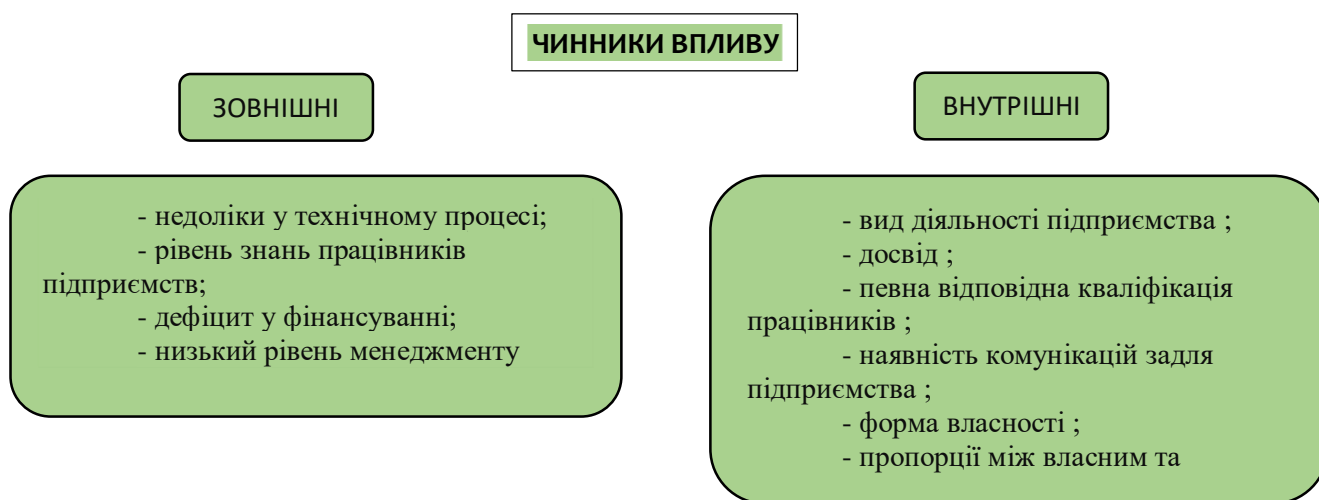 ЧИННИКИ ВПЛИВУ
ЗОВНІШНІ
ВНУТРІШНІ
- недоліки у технічному процесі;
- рівень знань працівників
підприємств;
- дефіцит у фінансуванні;
- низький рівень менеджменту
- вид діяльності підприємства ;
- досвід ;
- певна відповідна кваліфікація
працівників ;
- наявність комунікацій задля
підприємства ;
- форма власності ;
- пропорції між власним та